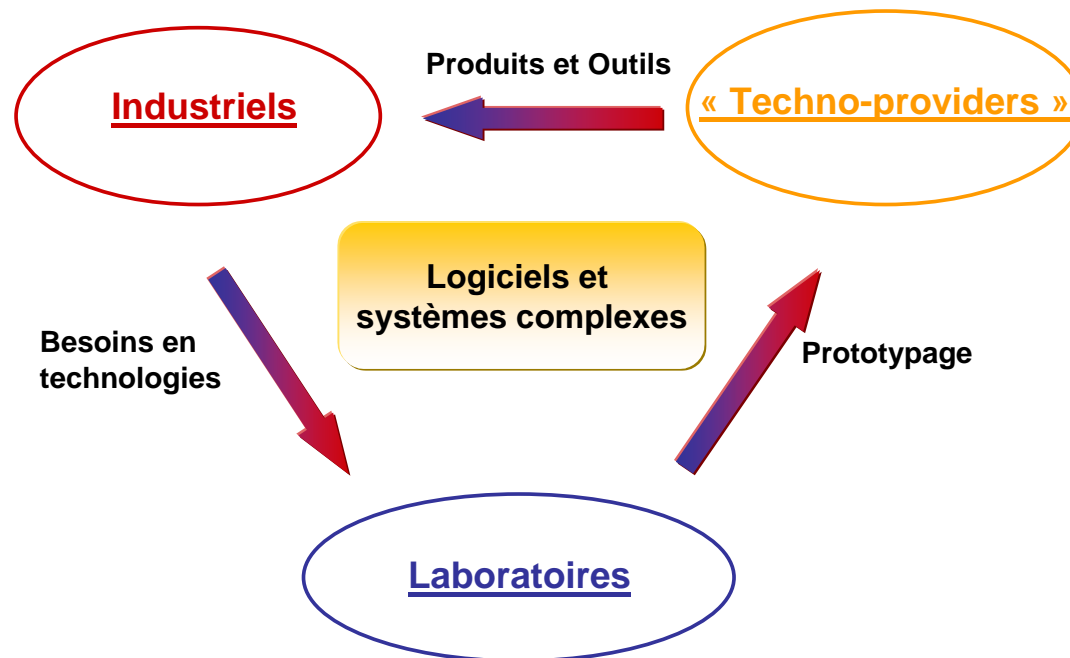 Produits et Outils
Industriels
« Techno-providers »
Logiciels et
systèmes complexes
Besoins en
technologies
Prototypage
Laboratoires